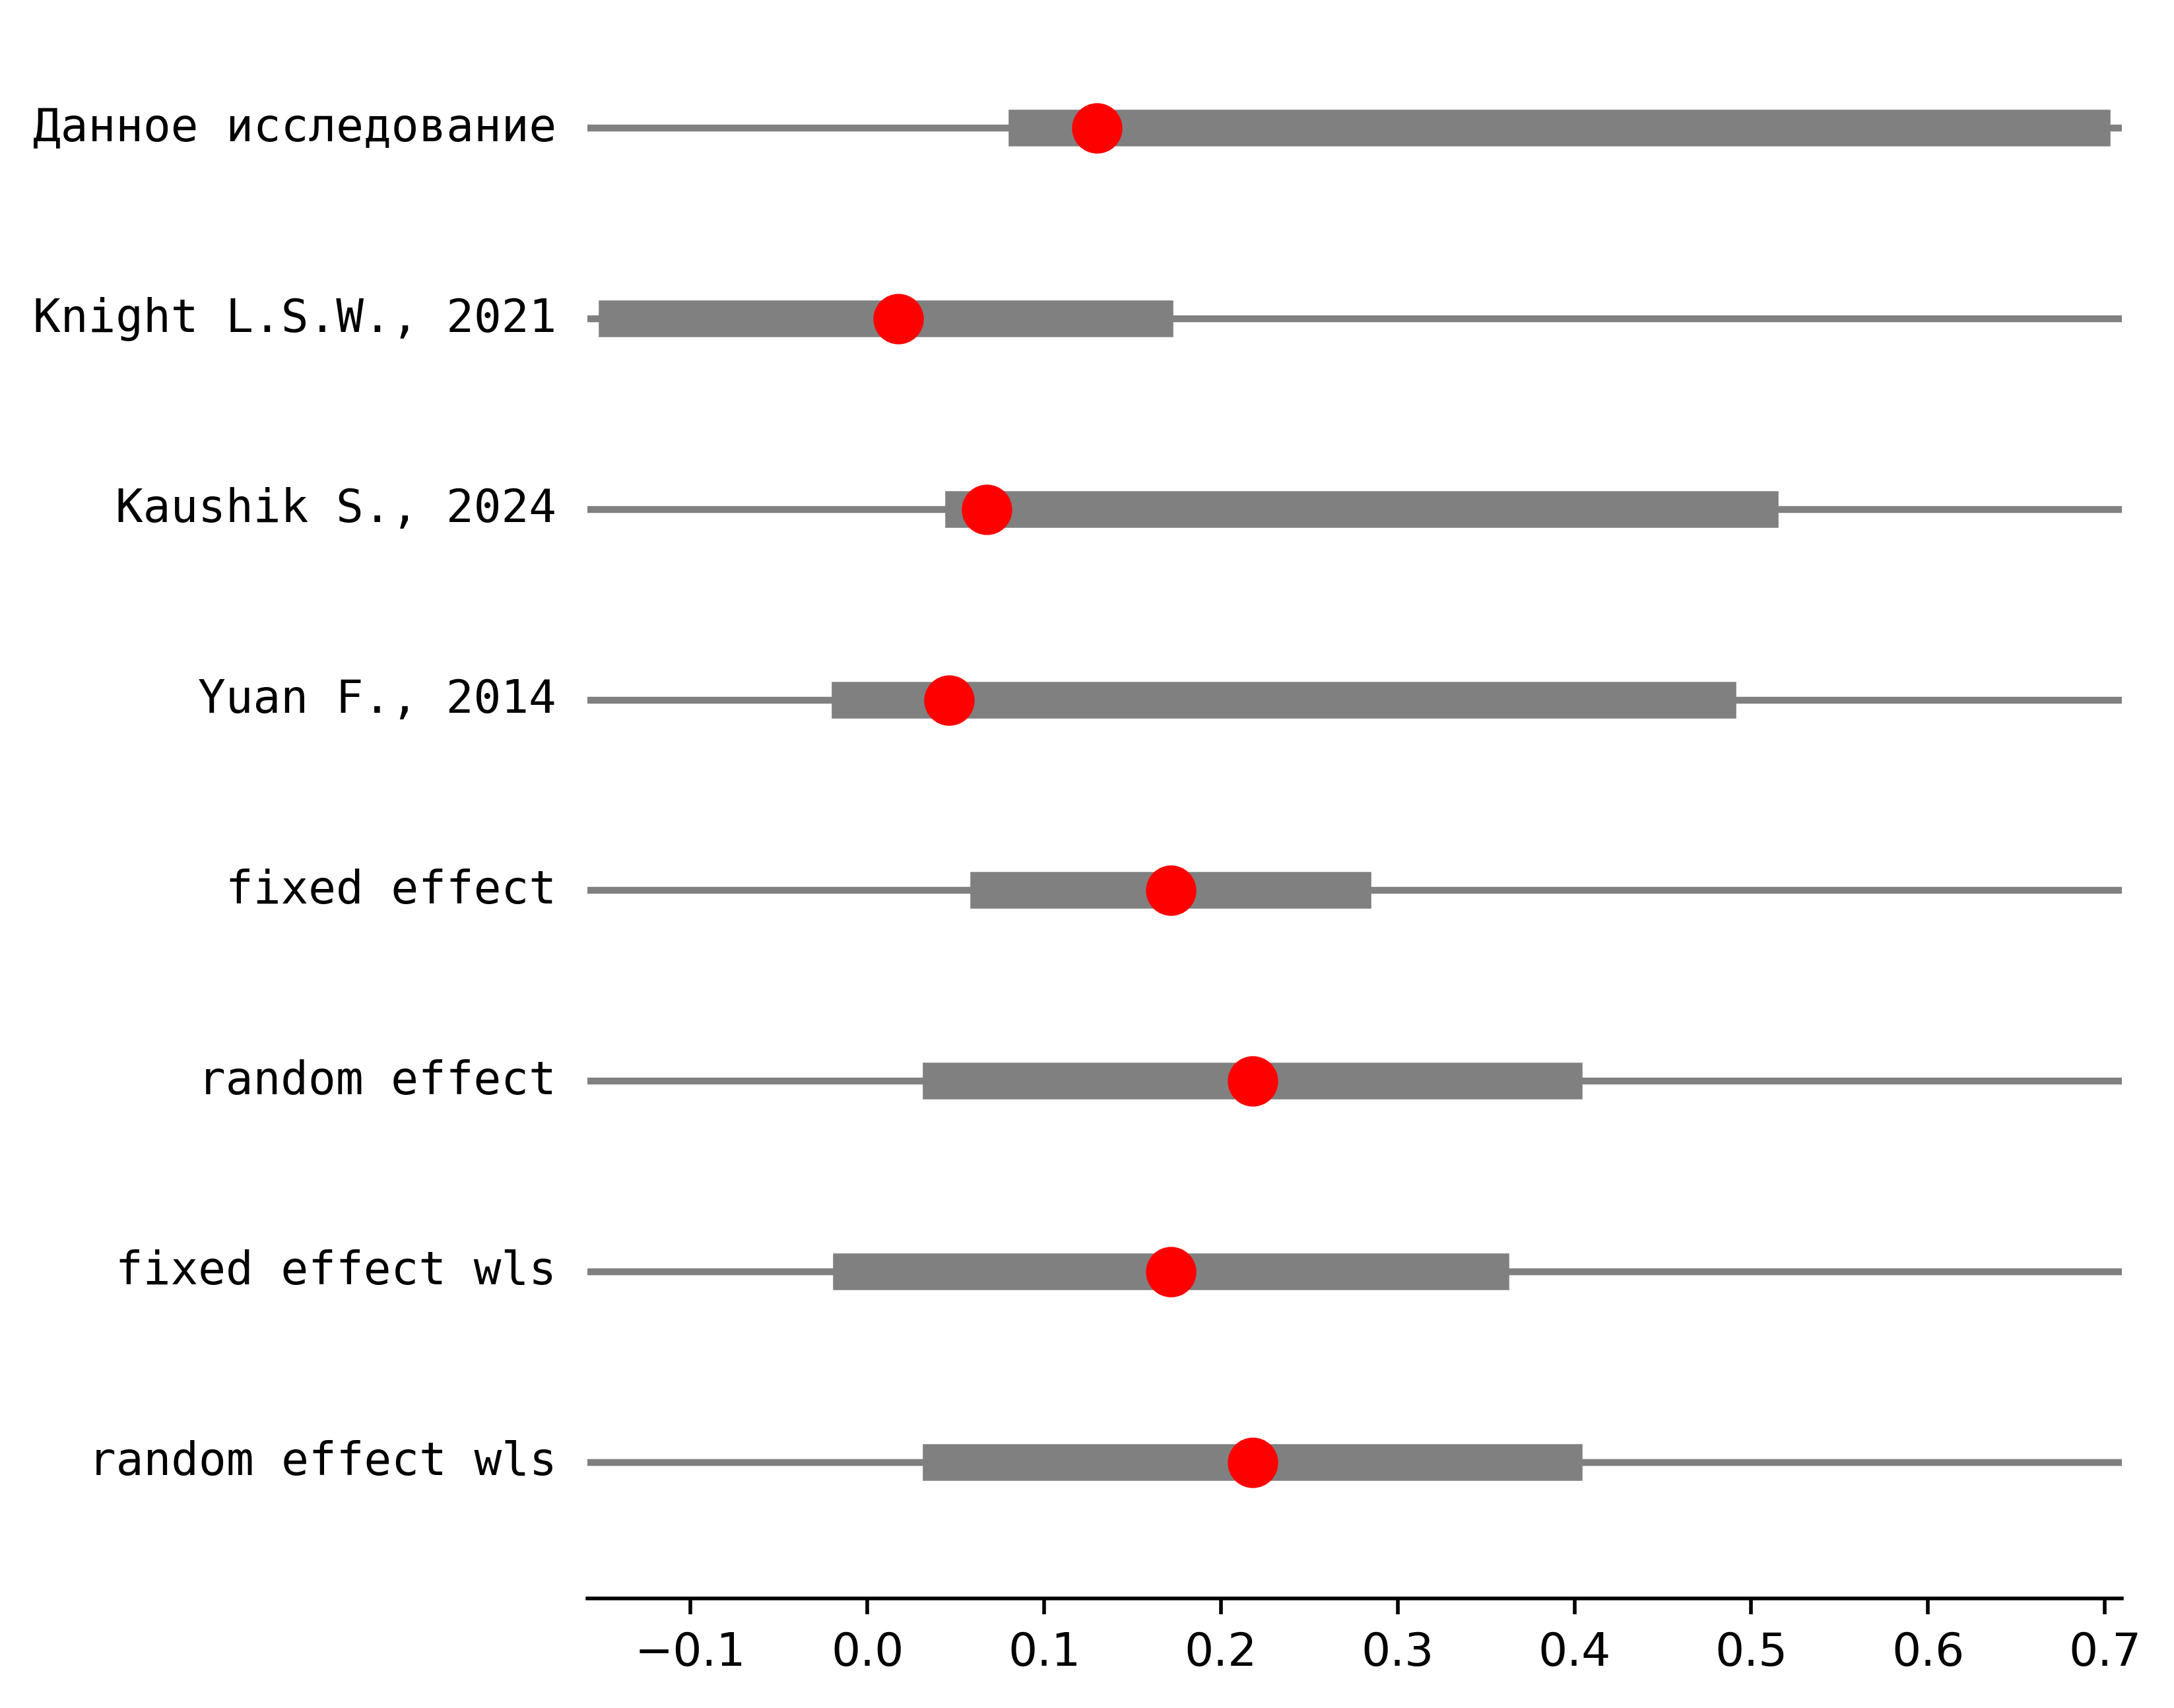 Данное исследование
Knight L.S.W., 2021
Kaushik S., 2024
Yuan F., 2014
fixed effect
random effect
fixed effect wls
random effect wls
−0.1 0.0 0.1 0.2 0.3 0.4 0.5 0.6 0.7